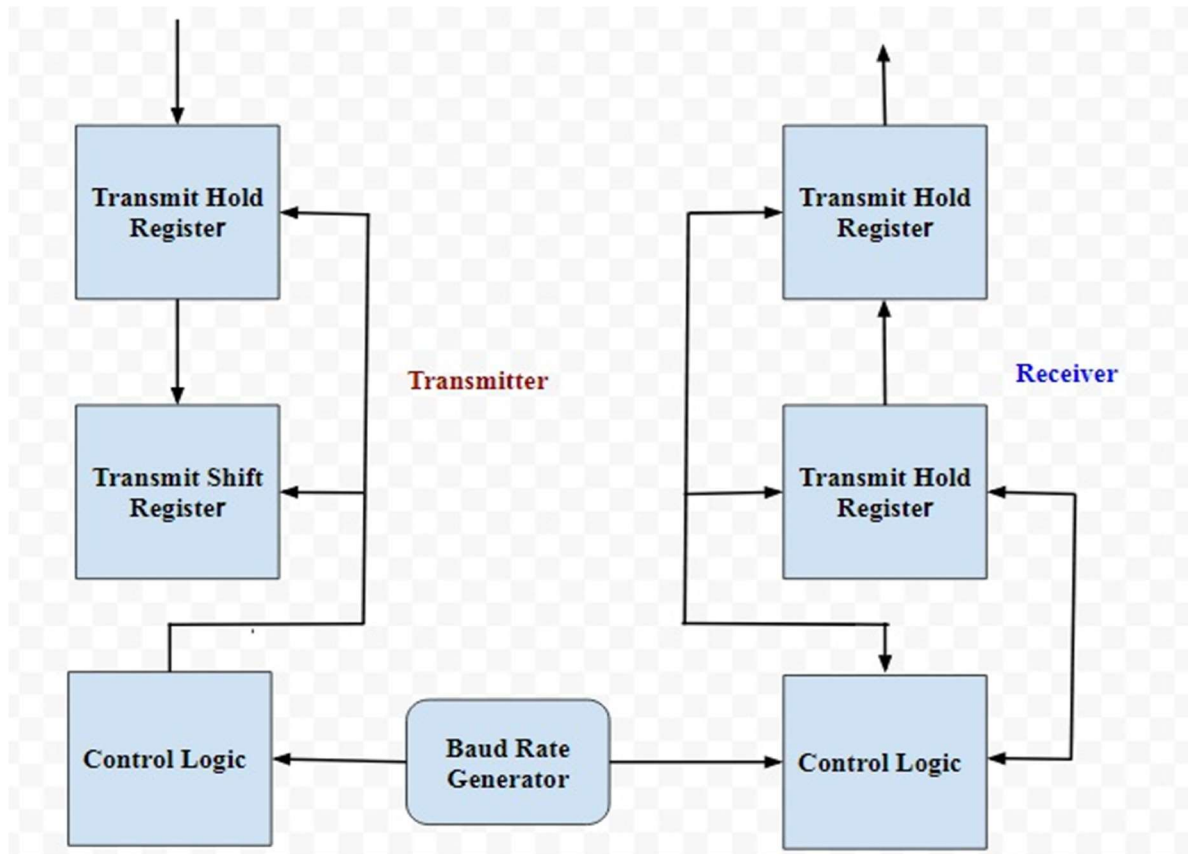 Transmit Hold
Register
Transmit Hold
Register
Transmitter
Receiver
Transmit Shift
Register
Transmit Hold
Register
Control Logic
Baud Rate
Generator
Control Logic